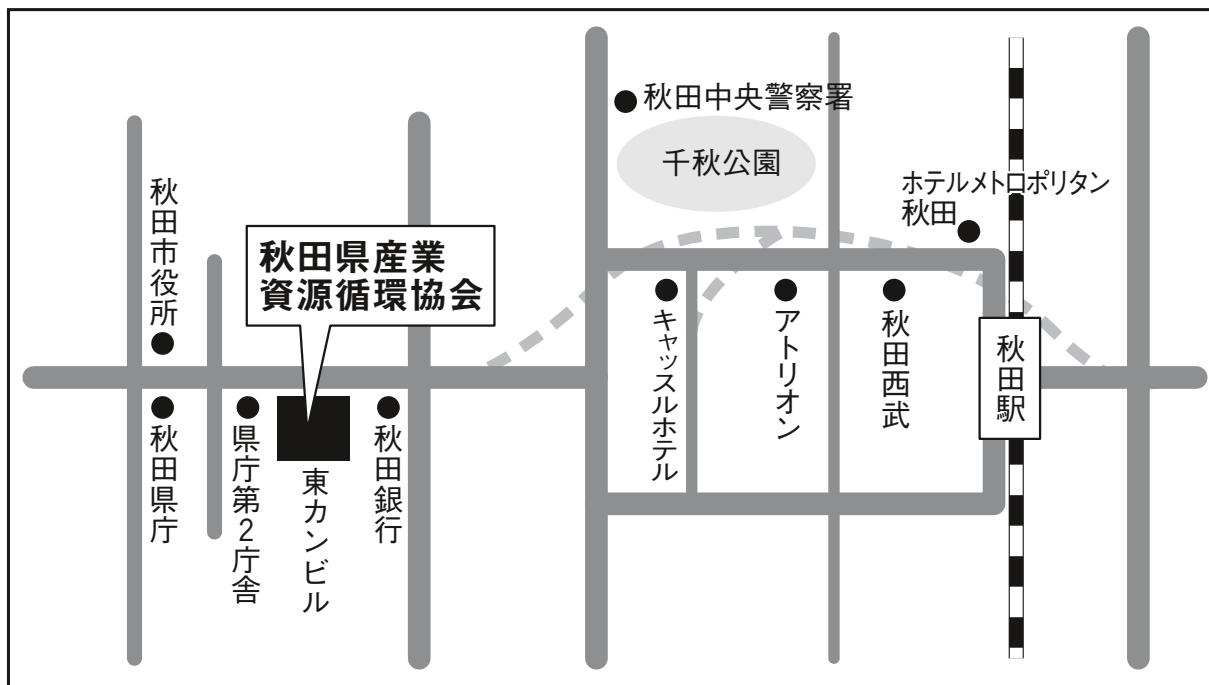 秋田中央警察署
千秋公園
ホテルメトロポリタン
秋田
秋田市役所
秋田県産業
資源循環協会
キャッスルホテル
アトリオン
秋田西武
秋田駅
秋田県庁
県庁第2庁舎
東カンビル
秋田銀行